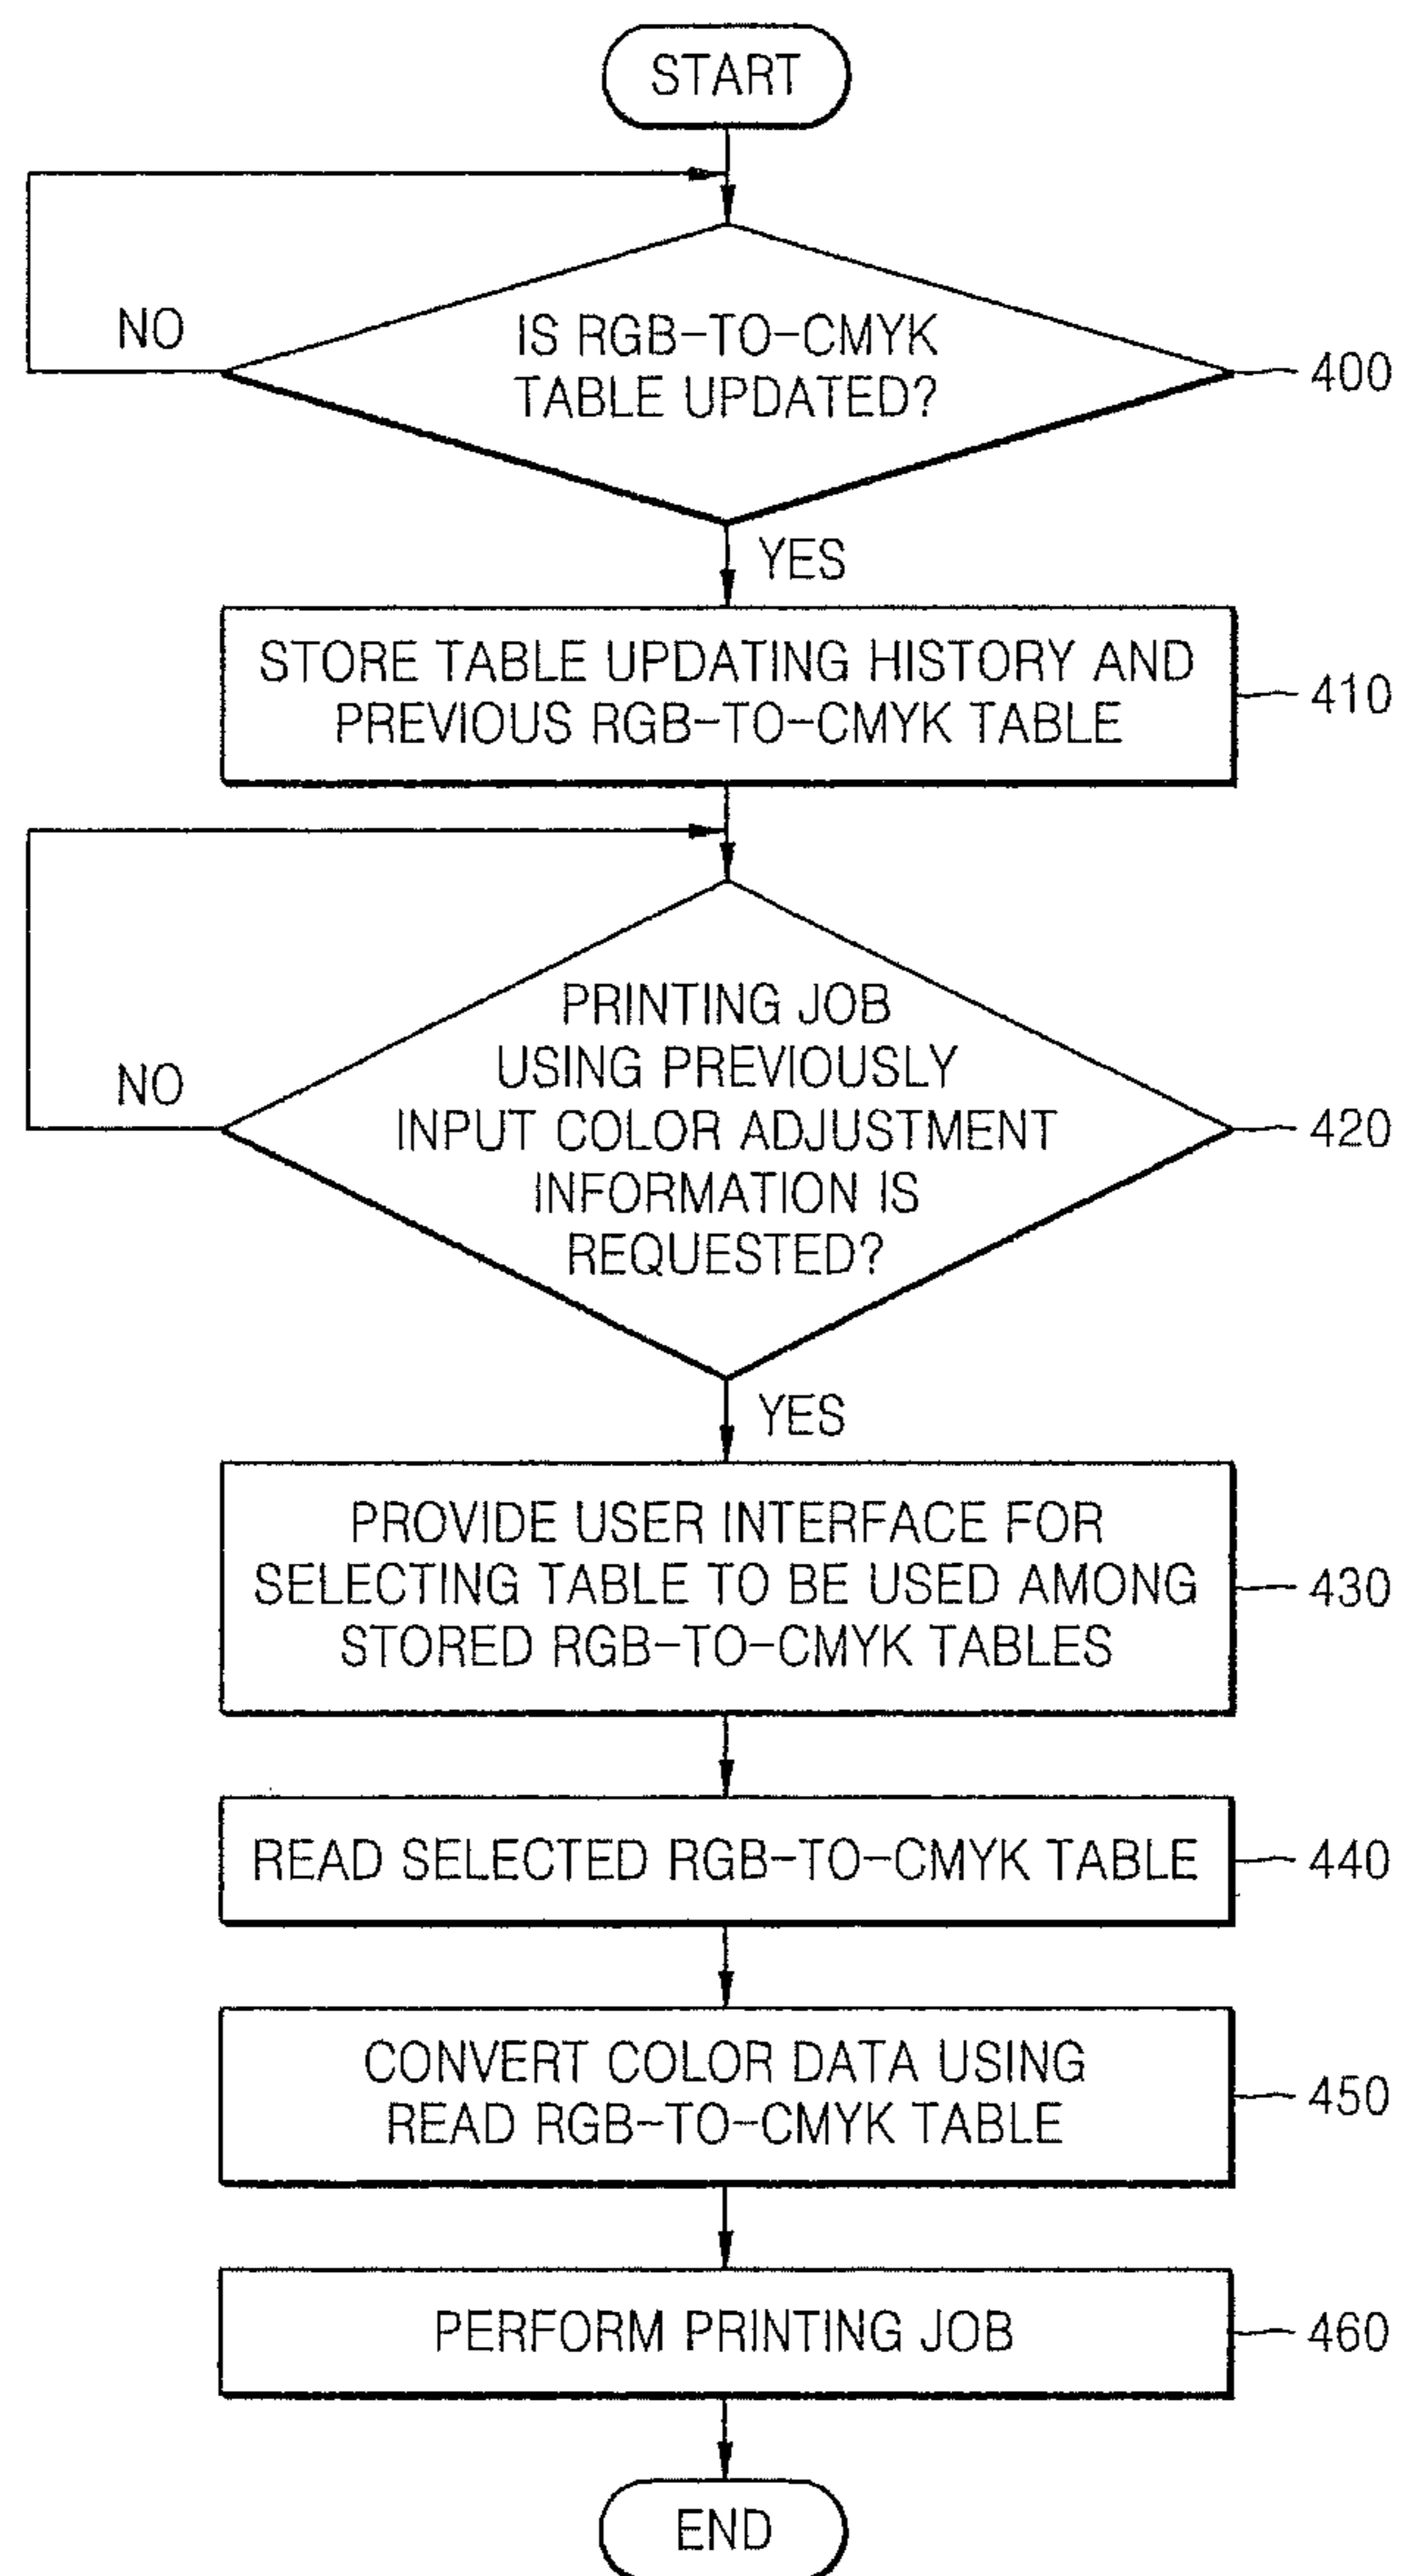 START
NO
IS RGB-TO-CMYK
TABLE UPDATED?
400
YES
STORE TABLE UPDATING HISTORY AND
PREVIOUS RGB-TO-CMYK TABLE
410
PRINTING JOB
USING PREVIOUSLY
NO
INPUT COLOR ADJUSTMENT
420
INFORMATION IS
REQUESTED?
YES
PROVIDE USER INTERFACE FOR
SELECTING TABLE TO BE USED AMONG
STORED RGB-TO-CMYK TABLES
430
READ SELECTED RGB-TO-CMYK TABLE
440
CONVERT COLOR DATA USING
READ RGB-TO-CMYK TABLE
450
PERFORM PRINTING JOB
460
END